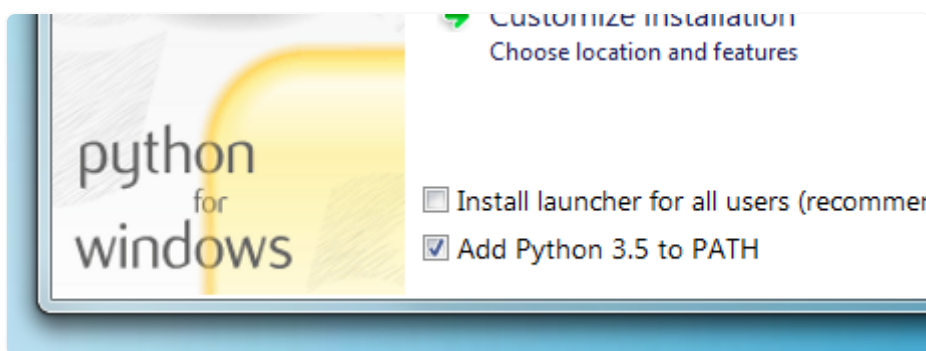 Customize installation
Choose location and features
python
for
windows
Install launcher for all users (recommen
Add Python 3.5 to PATH